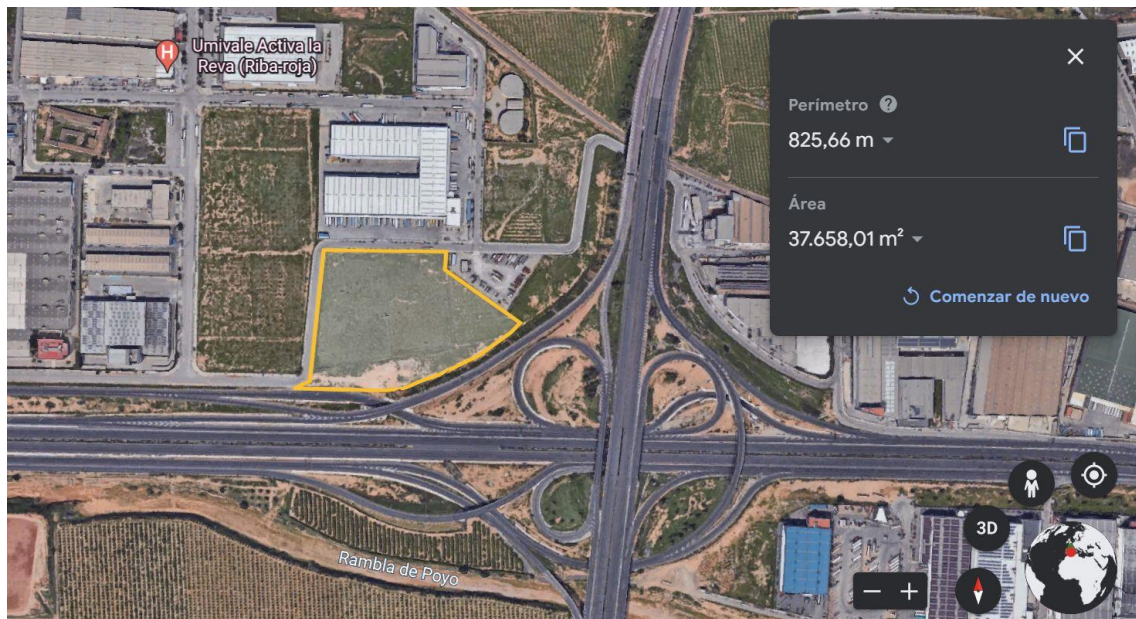 Umivale Activa la
Reva (Riba-roja)
H
Perímetro ?
825,66 m
Área
37.658,01 m²
Comenzar de nuevo
Rambla de Poyo
3D